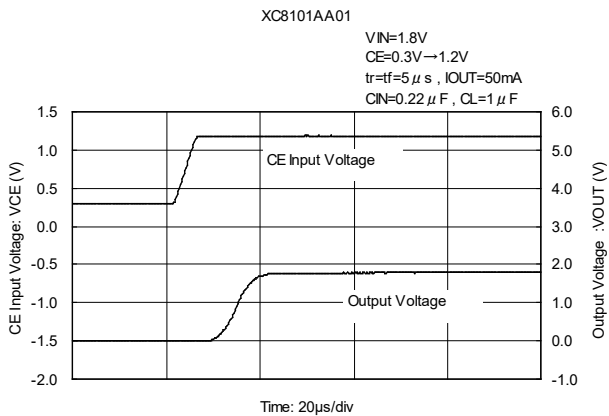 XC8101AA01
VIN=1.8V
CE=0.3V→1.2V
tr=tf=5μs , IOUT=50mA
CIN=0.22μF , CL=1μF
CE Input Voltage: VCE (V)
1.5
1.0
0.5
0.0
-0.5
-1.0
-1.5
-2.0
CE Input Voltage
Output Voltage
6.0
5.0
4.0
3.0
2.0
1.0
0.0
-1.0
Output Voltage :VOUT (V)
Time: 20μs/div